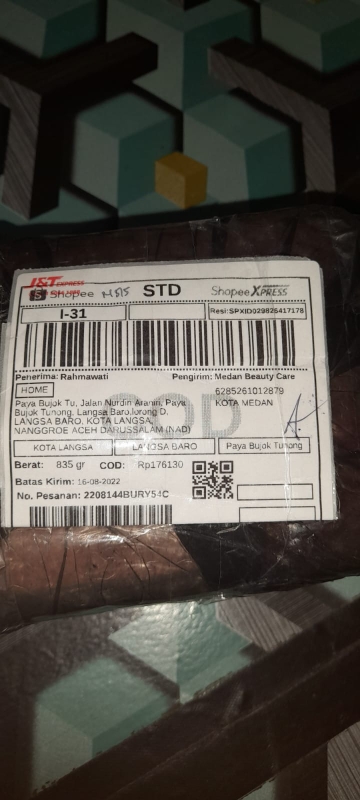 J&T EXPRESS
S Shopee STD Shopee XPRESS
I-31 Resi:SPXID029826417178
Penerima: Rahmawati Pengirim: Medan Beauty Care
HOME 6285261012879
Paya Bujok Tu, Jalan Nurdin Aranin, Paya KOTA MEDAN
Bujok Tunong, Langsa Baro,lorong D.
LANGSA BARO, KOTA LANGSA,
NANGGROE ACEH DARUSSALAM (NAD)
COD
KOTA LANGSA LANGSA BARO Paya Bujok Tunong
Berat: 835 gr COD: Rp176130
Batas Kirim: 16-08-2022
No. Pesanan: 2208144BURY54C